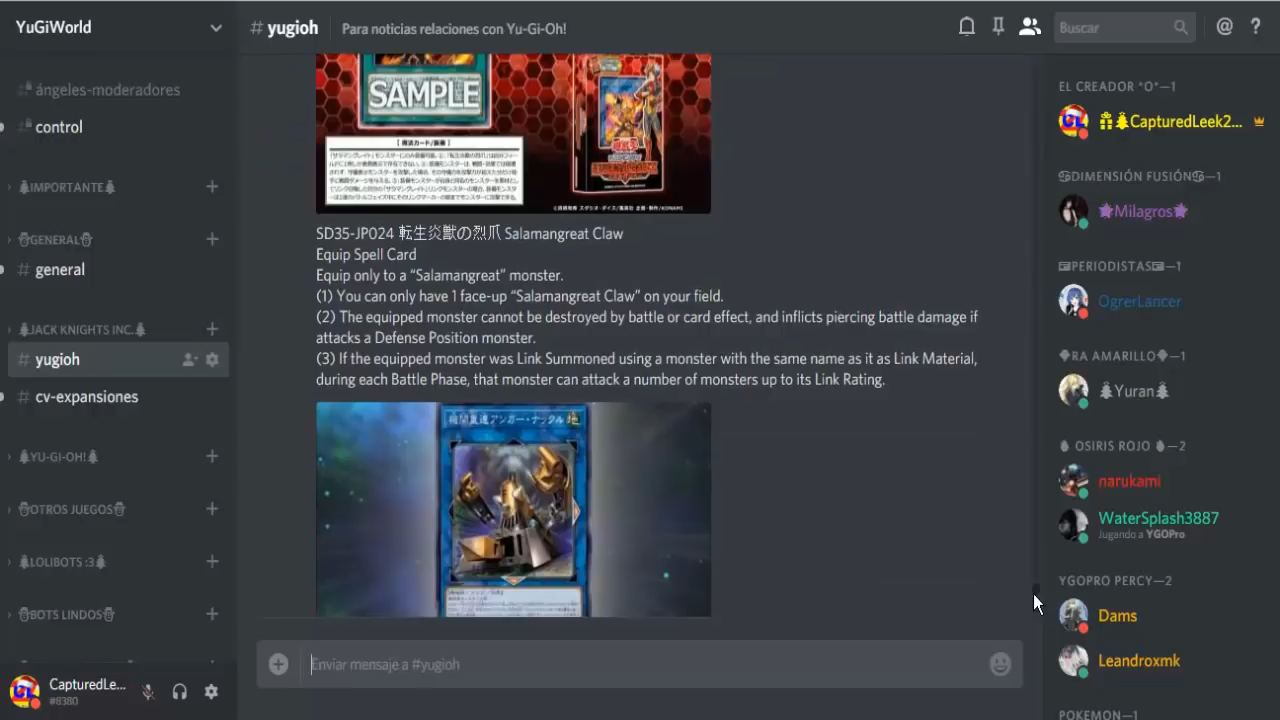 YuGiWorld
# yugioh
Para noticias relaciones con Yu-Gi-Oh!
Buscar
@
?
ángeles-moderadores
control
🎄IMPORTANTE🎄
⛄GENERAL⛄
# general
🎄JACK KNIGHTS INC.🎄
# yugioh
# cv-expansiones
🎄YU-GI-OH!🎄
⛄OTROS JUEGOS⛄
🎄LOLIBOTS :3🎄
⛄BOTS LINDOS⛄
CapturedLe...
#8380
SAMPLE
SD35-JP024 転生炎獣の烈爪 Salamangreat Claw
Equip Spell Card
Equip only to a “Salamangreat” monster.
(1) You can only have 1 face-up “Salamangreat Claw” on your field.
(2) The equipped monster cannot be destroyed by battle or card effect, and inflicts piercing battle damage if
attacks a Defense Position monster.
(3) If the equipped monster was Link Summoned using a monster with the same name as it as Link Material,
during each Battle Phase, that monster can attack a number of monsters up to its Link Rating.
機関重連アンガー・ナックル
地
Enviar mensaje a #yugioh
EL CREADOR *O*—1
🎁🎄CapturedLeek2...
♋DIMENSIÓN FUSIÓN♋—1
Milagros
PERIODISTAS—1
OgrerLancer
RA AMARILLO—1
🎄Yuran🎄
OSIRIS ROJO—2
narukami
WaterSplash3887
Jugando a YGOPro
YGOPRO PERCY—2
Dams
Leandroxmk
POKEMON—1